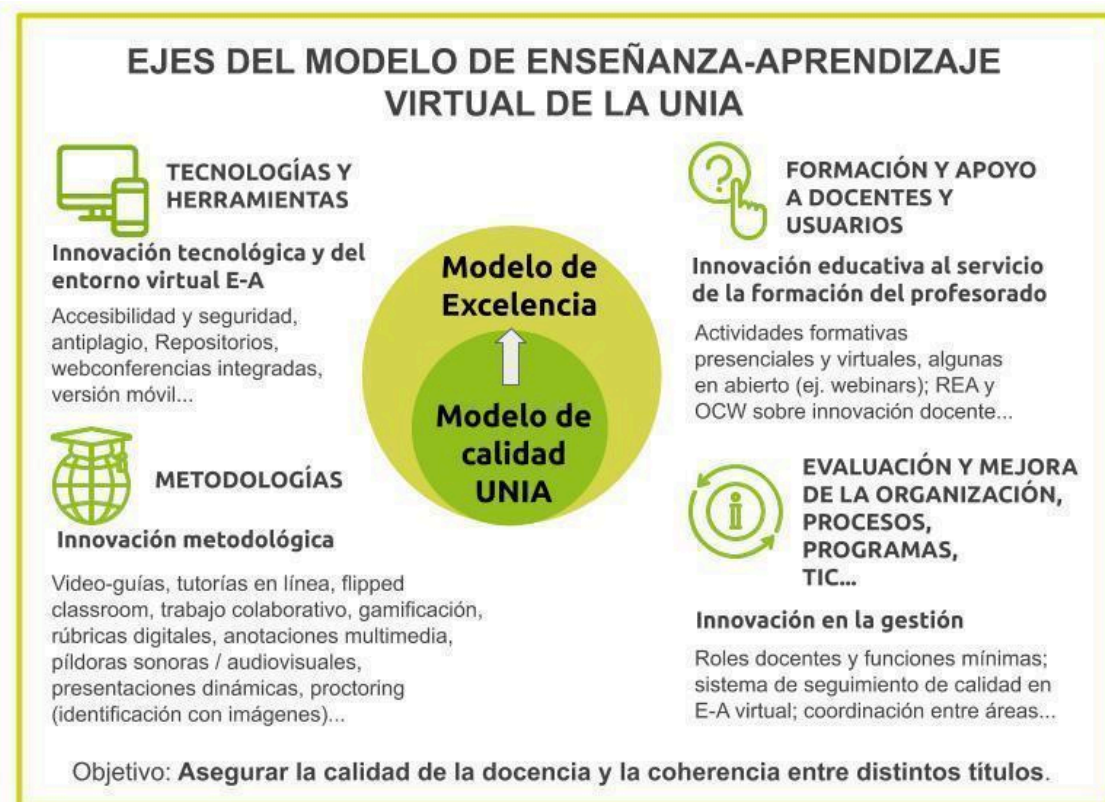 EJES DEL MODELO DE ENSEÑANZA-APRENDIZAJE
VIRTUAL DE LA UNIA
TECNOLOGÍAS Y
HERRAMIENTAS
Innovación tecnológica y del
entorno virtual E-A
Accesibilidad y seguridad,
antiplagio, Repositorios,
webconferencias integradas,
versión móvil...
METODOLOGÍAS
Innovación metodológica
Video-guías, tutorías en línea, flipped
classroom, trabajo colaborativo, gamificación,
rúbricas digitales, anotaciones multimedia,
píldoras sonoras / audiovisuales,
presentaciones dinámicas, proctoring
(identificación con imágenes)...
Modelo de
Excelencia
Modelo de
calidad
UNIA
?
FORMACIÓN Y APOYO
A DOCENTES Y
USUARIOS
Innovación educativa al servicio
de la formación del profesorado
Actividades formativas
presenciales y virtuales, algunas
en abierto (ej. webinars); REA y
OCW sobre innovación docente...
i
EVALUACIÓN Y MEJORA
DE LA ORGANIZACIÓN,
PROCESOS,
PROGRAMAS,
TIC...
Innovación en la gestión
Roles docentes y funciones mínimas;
sistema de seguimiento de calidad en
E-A virtual; coordinación entre áreas...
Objetivo: Asegurar la calidad de la docencia y la coherencia entre distintos títulos.